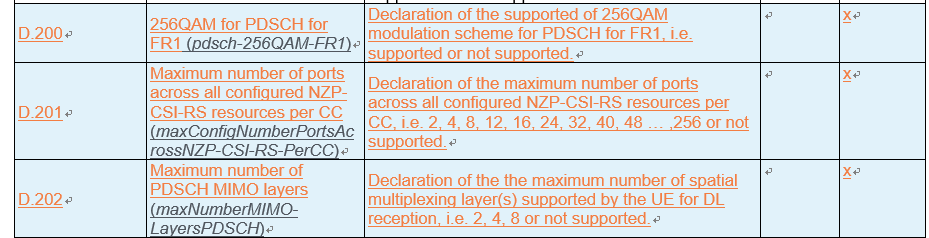 D.200
256QAM for PDSCH for
FR1 (pdsch-256QAM-FR1)
Declaration of the supported of 256QAM
modulation scheme for PDSCH for FR1, i.e.
supported or not supported.
x
D.201
Maximum number of ports
across all configured NZP-
CSI-RS resources per CC
(maxConfigNumberPortsAc
rossNZP-CSI-RS-PerCC)
Declaration of the maximum number of ports
across all configured NZP-CSI-RS resources per
CC, i.e. 2, 4, 8, 12, 16, 24, 32, 40, 48 … ,256 or not
supported.
x
D.202
Maximum number of
PDSCH MIMO layers
(maxNumberMIMO-
LayersPDSCH)
Declaration of the the maximum number of spatial
multiplexing layer(s) supported by the UE for DL
reception, i.e. 2, 4, 8 or not supported.
x